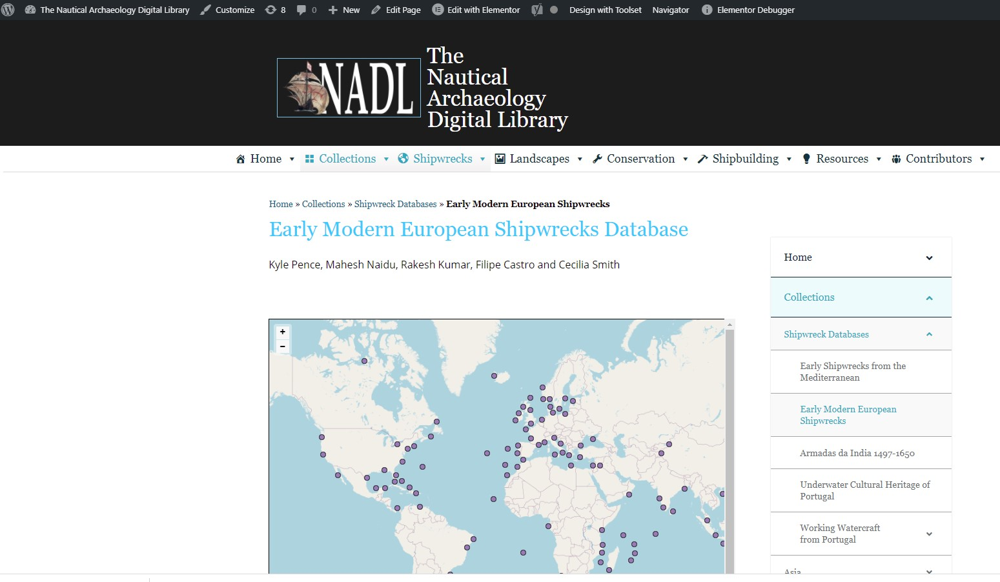 The Nautical Archaeology Digital Library Customize 8 0 New Edit Page Edit with Elementor Design with Toolset Navigator Elementor Debugger
NADL
The
Nautical
Archaeology
Digital Library
Home Collections Shipwrecks Landscapes Conservation Shipbuilding Resources Contributors
Home » Collections » Shipwreck Databases » Early Modern European Shipwrecks
Early Modern European Shipwrecks Database
Kyle Pence, Mahesh Naidu, Rakesh Kumar, Filipe Castro and Cecilia Smith
+
−
Home
Collections
Shipwreck Databases
Early Shipwrecks from the
Mediterranean
Early Modern European
Shipwrecks
Armadas da India 1497-1650
Underwater Cultural Heritage of
Portugal
Working Watercraft
from Portugal
Asia